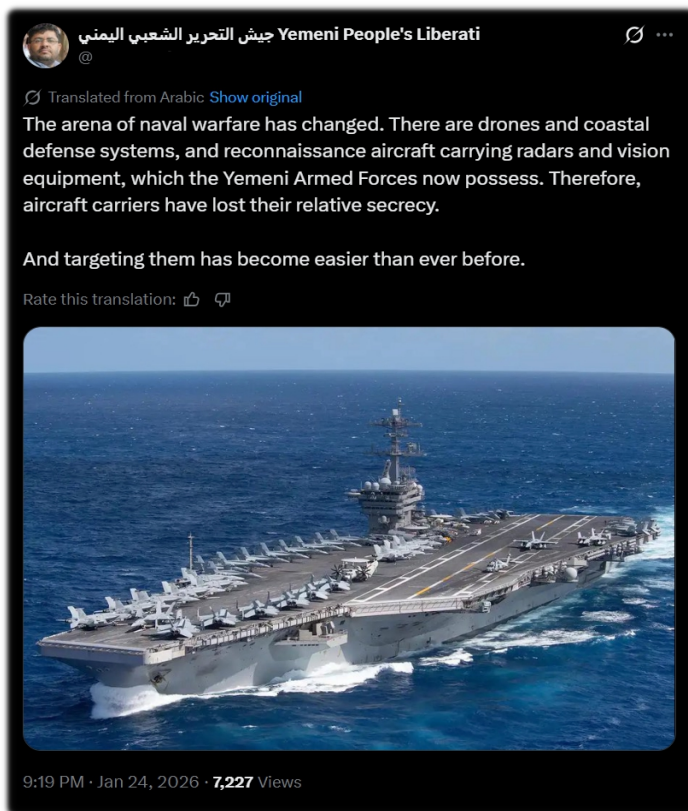 جيش التحرير الشعبي اليمني Yemeni People's Liberati
@
Translated from Arabic Show original
The arena of naval warfare has changed. There are drones and coastal
defense systems, and reconnaissance aircraft carrying radars and vision
equipment, which the Yemeni Armed Forces now possess. Therefore,
aircraft carriers have lost their relative secrecy.
And targeting them has become easier than ever before.
Rate this translation:
9:19 PM · Jan 24, 2026 · 7,227 Views